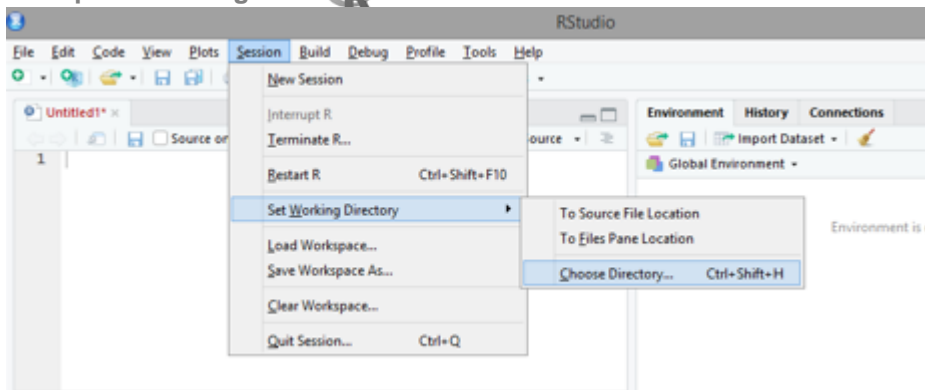 RStudio
File Edit Code View Plots Session Build Debug Profile Tools Help
New Session
Untitled1* ×
Interrupt R
Environment History Connections
Source or
Terminate R...
ource
Import Dataset
1
Restart R Ctrl+Shift+F10
Global Environment
Set Working Directory
To Source File Location
Environment is
To Files Pane Location
Load Workspace...
Save Workspace As...
Choose Directory... Ctrl+Shift+H
Clear Workspace...
Quit Session... Ctrl+Q